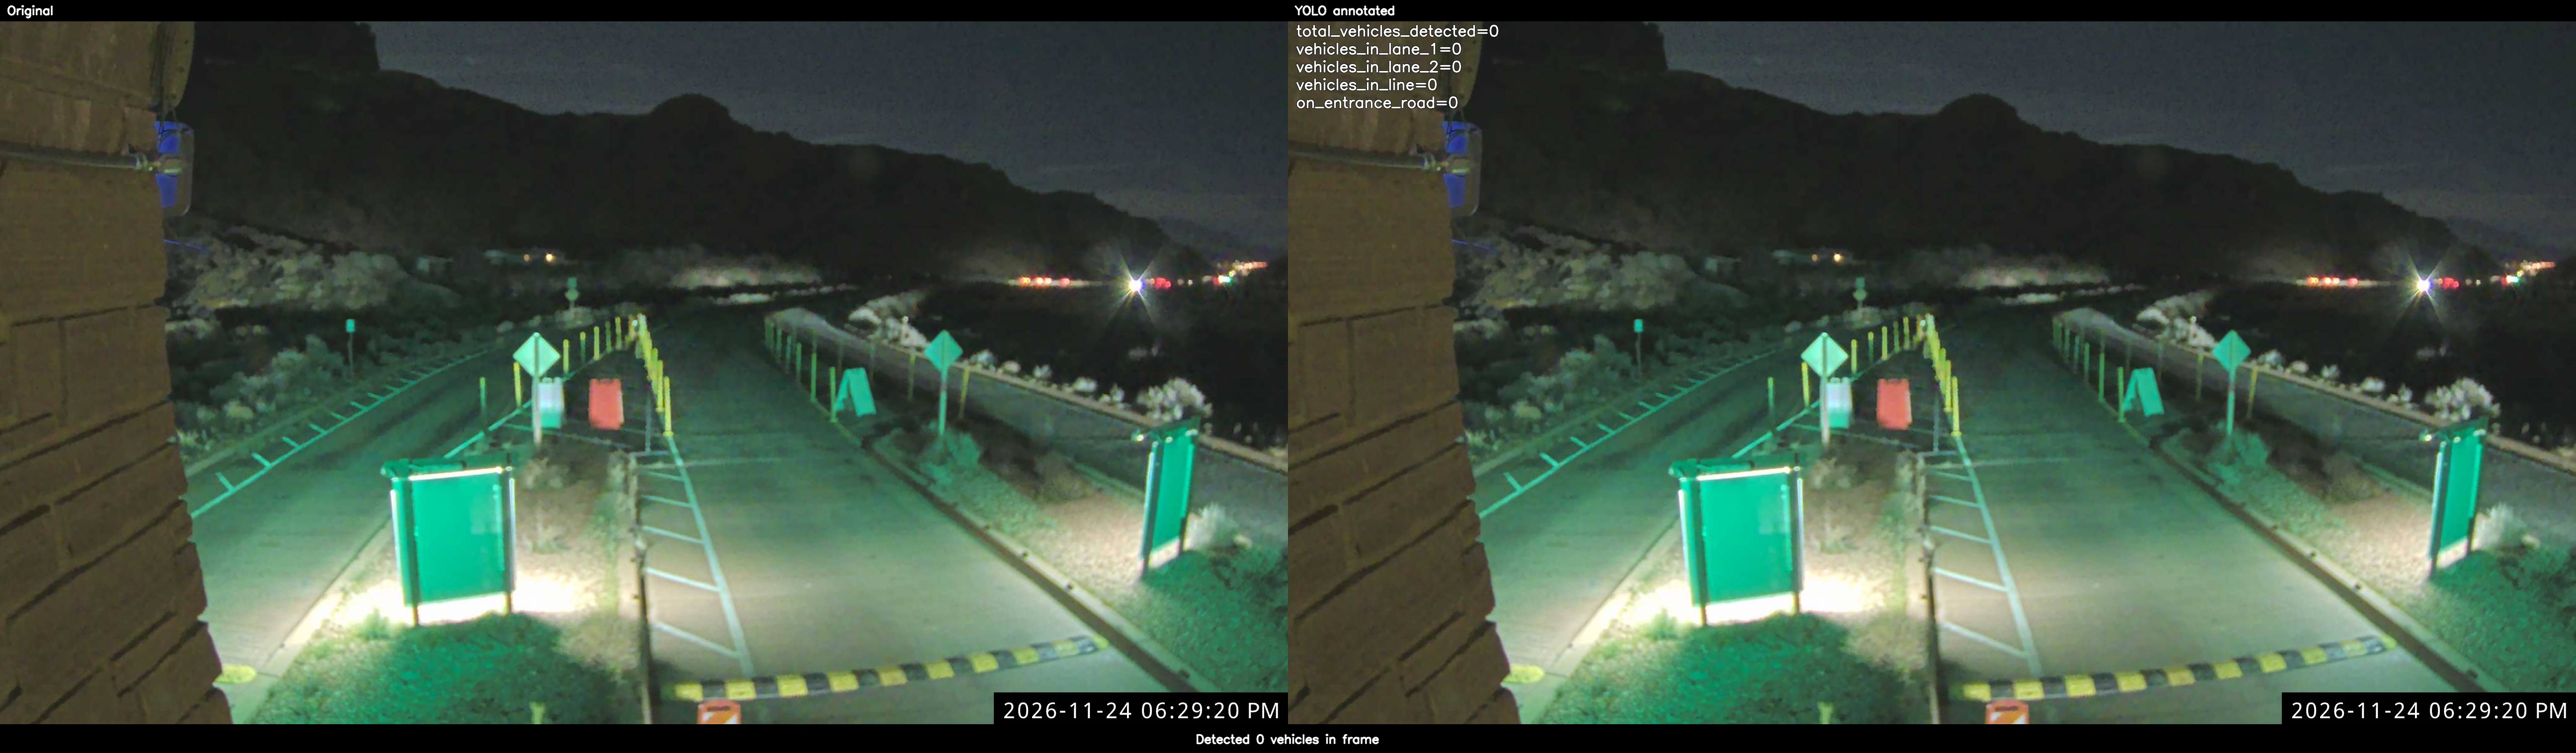 Original
YOLO annotated
total_vehicles_detected=0
vehicles_in_lane_1=0
vehicles_in_lane_2=0
vehicles_in_line=0
on_entrance_road=0
2026-11-24 06:29:20 PM
2026-11-24 06:29:20 PM
Detected 0 vehicles in frame